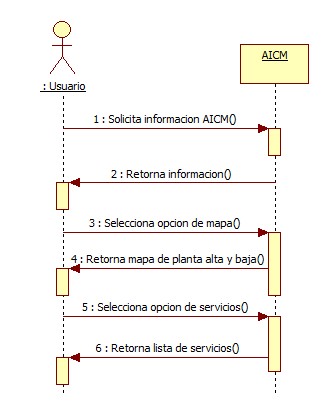 AICM
: Usuario
1 : Solicita informacion AICM()
2 : Retorna informacion()
3 : Selecciona opcion de mapa()
4 : Retorna mapa de planta alta y baja()
5 : Selecciona opcion de servicios()
6 : Retorna lista de servicios()